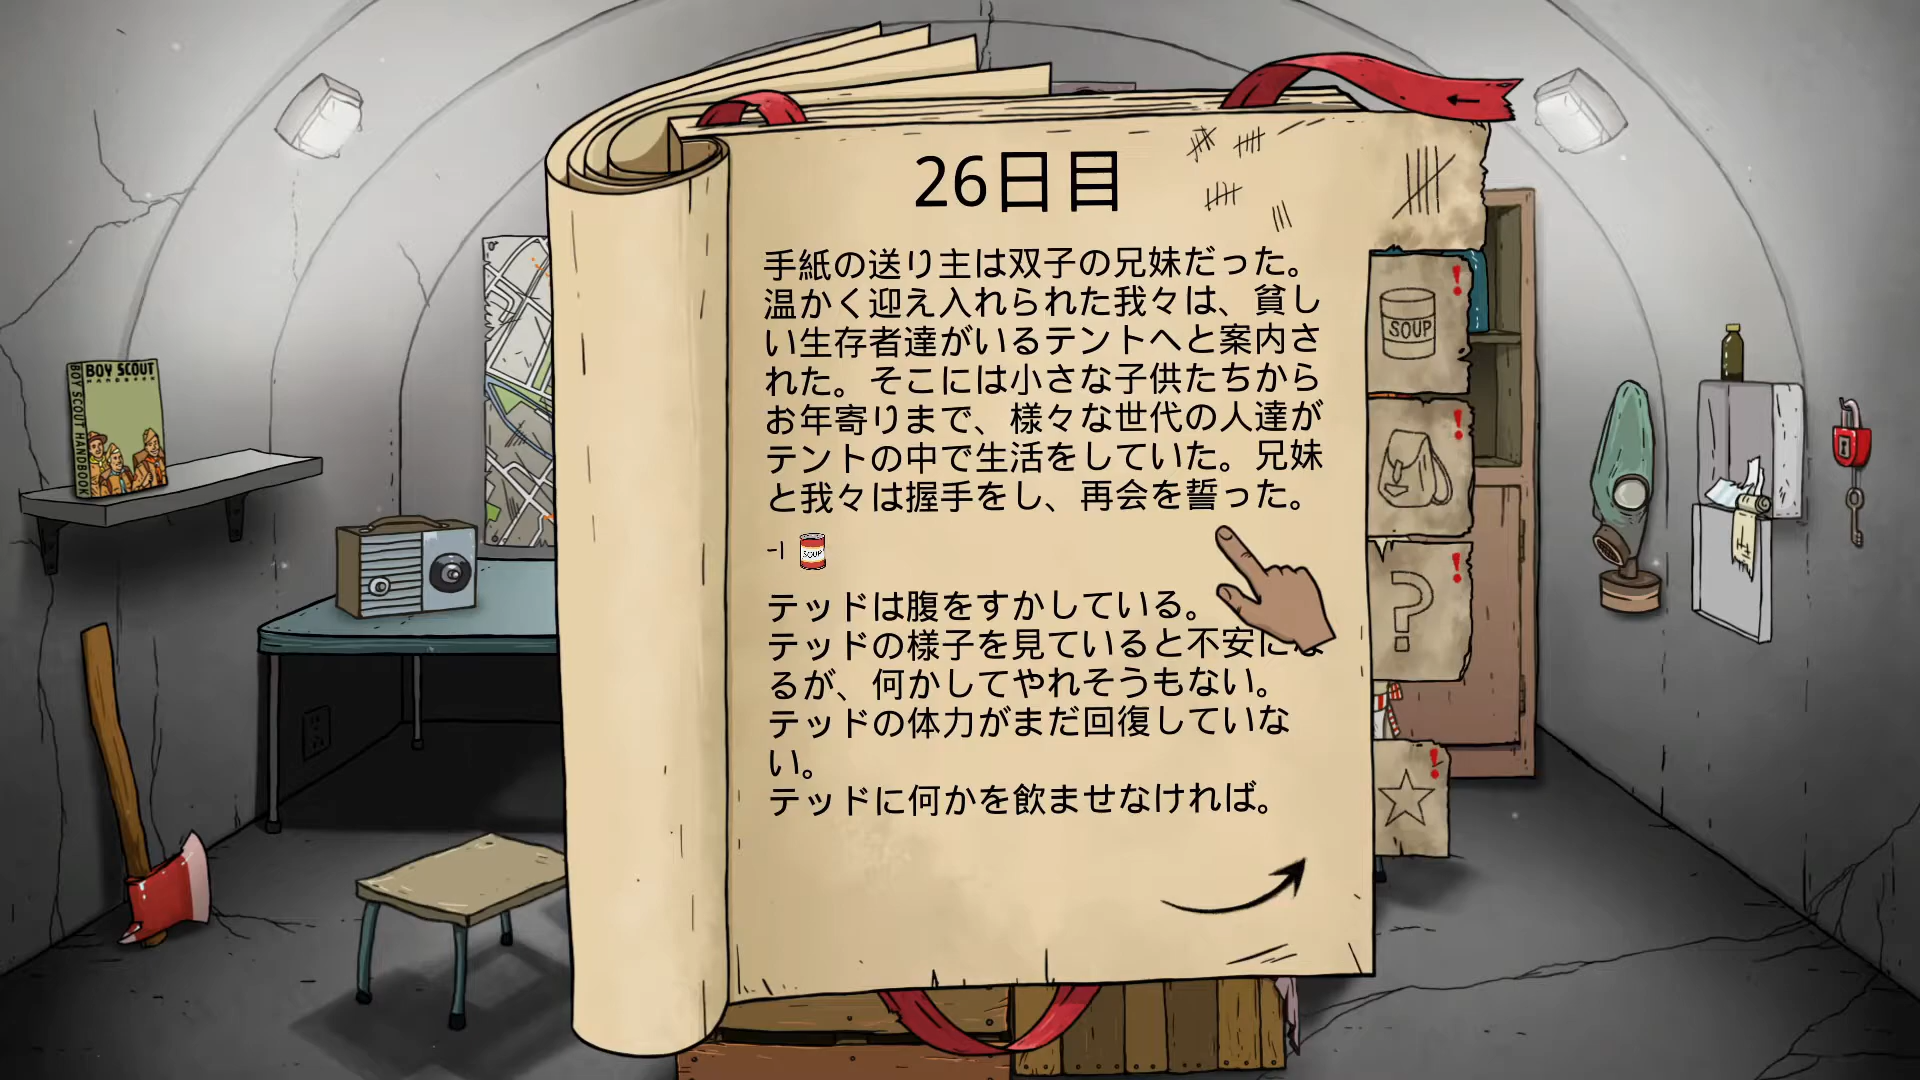 26日目
手紙の送り主は双子の兄妹だった。
温かく迎え入れられた我々は、貧し
い生存者達がいるテントへと案内さ
れた。そこには小さな子供たちから
お年寄りまで、様々な世代の人達が
テントの中で生活をしていた。兄妹
と我々は握手をし、再会を誓った。
-1 SOUP
テッドは腹をすかしている。
テッドの様子を見ていると不安にな
るが、何かしてやれそうもない。
テッドの体力がまだ回復していな
い。
テッドに何かを飲ませなければ。
SOUP
!
!
?
!
!
BOY SCOUT
HANDBOOK
BOY SCOUT HANDBOOK